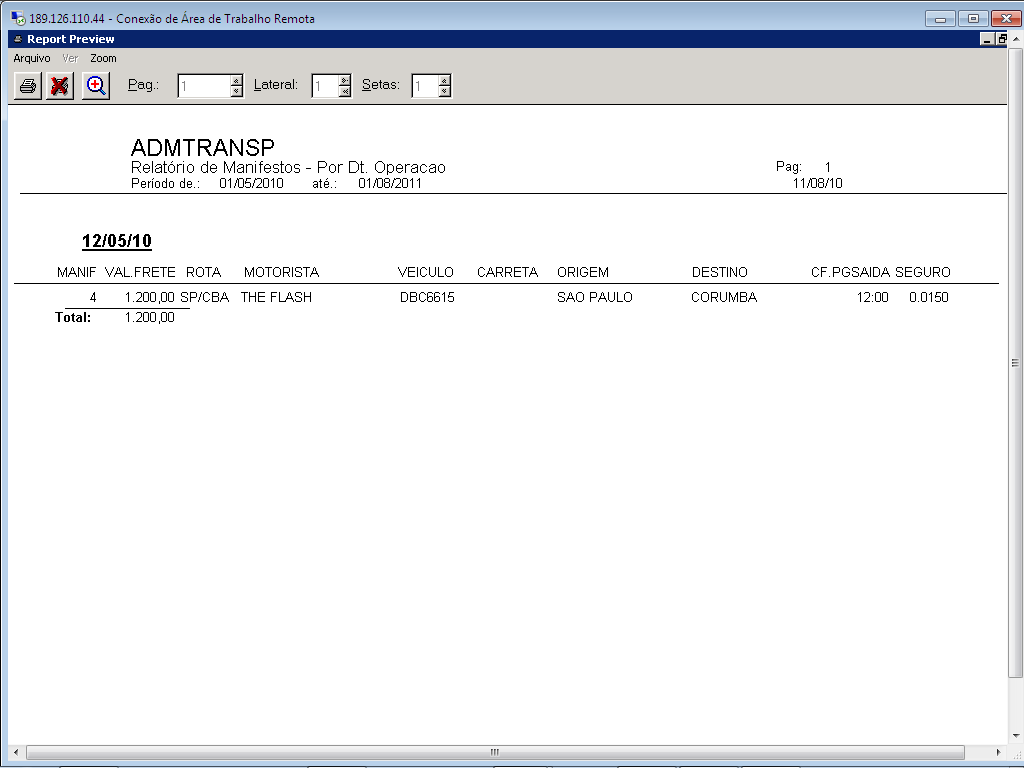 189.126.110.44 - Conexão de Área de Trabalho Remota
Report Preview
Arquivo Ver Zoom
Pag.: 1 Lateral: 1 Setas: 1
ADMTRANSP
Relatório de Manifestos - Por Dt. Operacao Pag: 1
Período de.: 01/05/2010 até.: 01/08/2011 11/08/10
12/05/10
MANIF VAL.FRETE ROTA MOTORISTA VEICULO CARRETA ORIGEM DESTINO CF.PGSAIDA SEGURO
4 1.200,00 SP/CBA THE FLASH DBC6615 SAO PAULO CORUMBA 12:00 0.0150
Total: 1.200,00